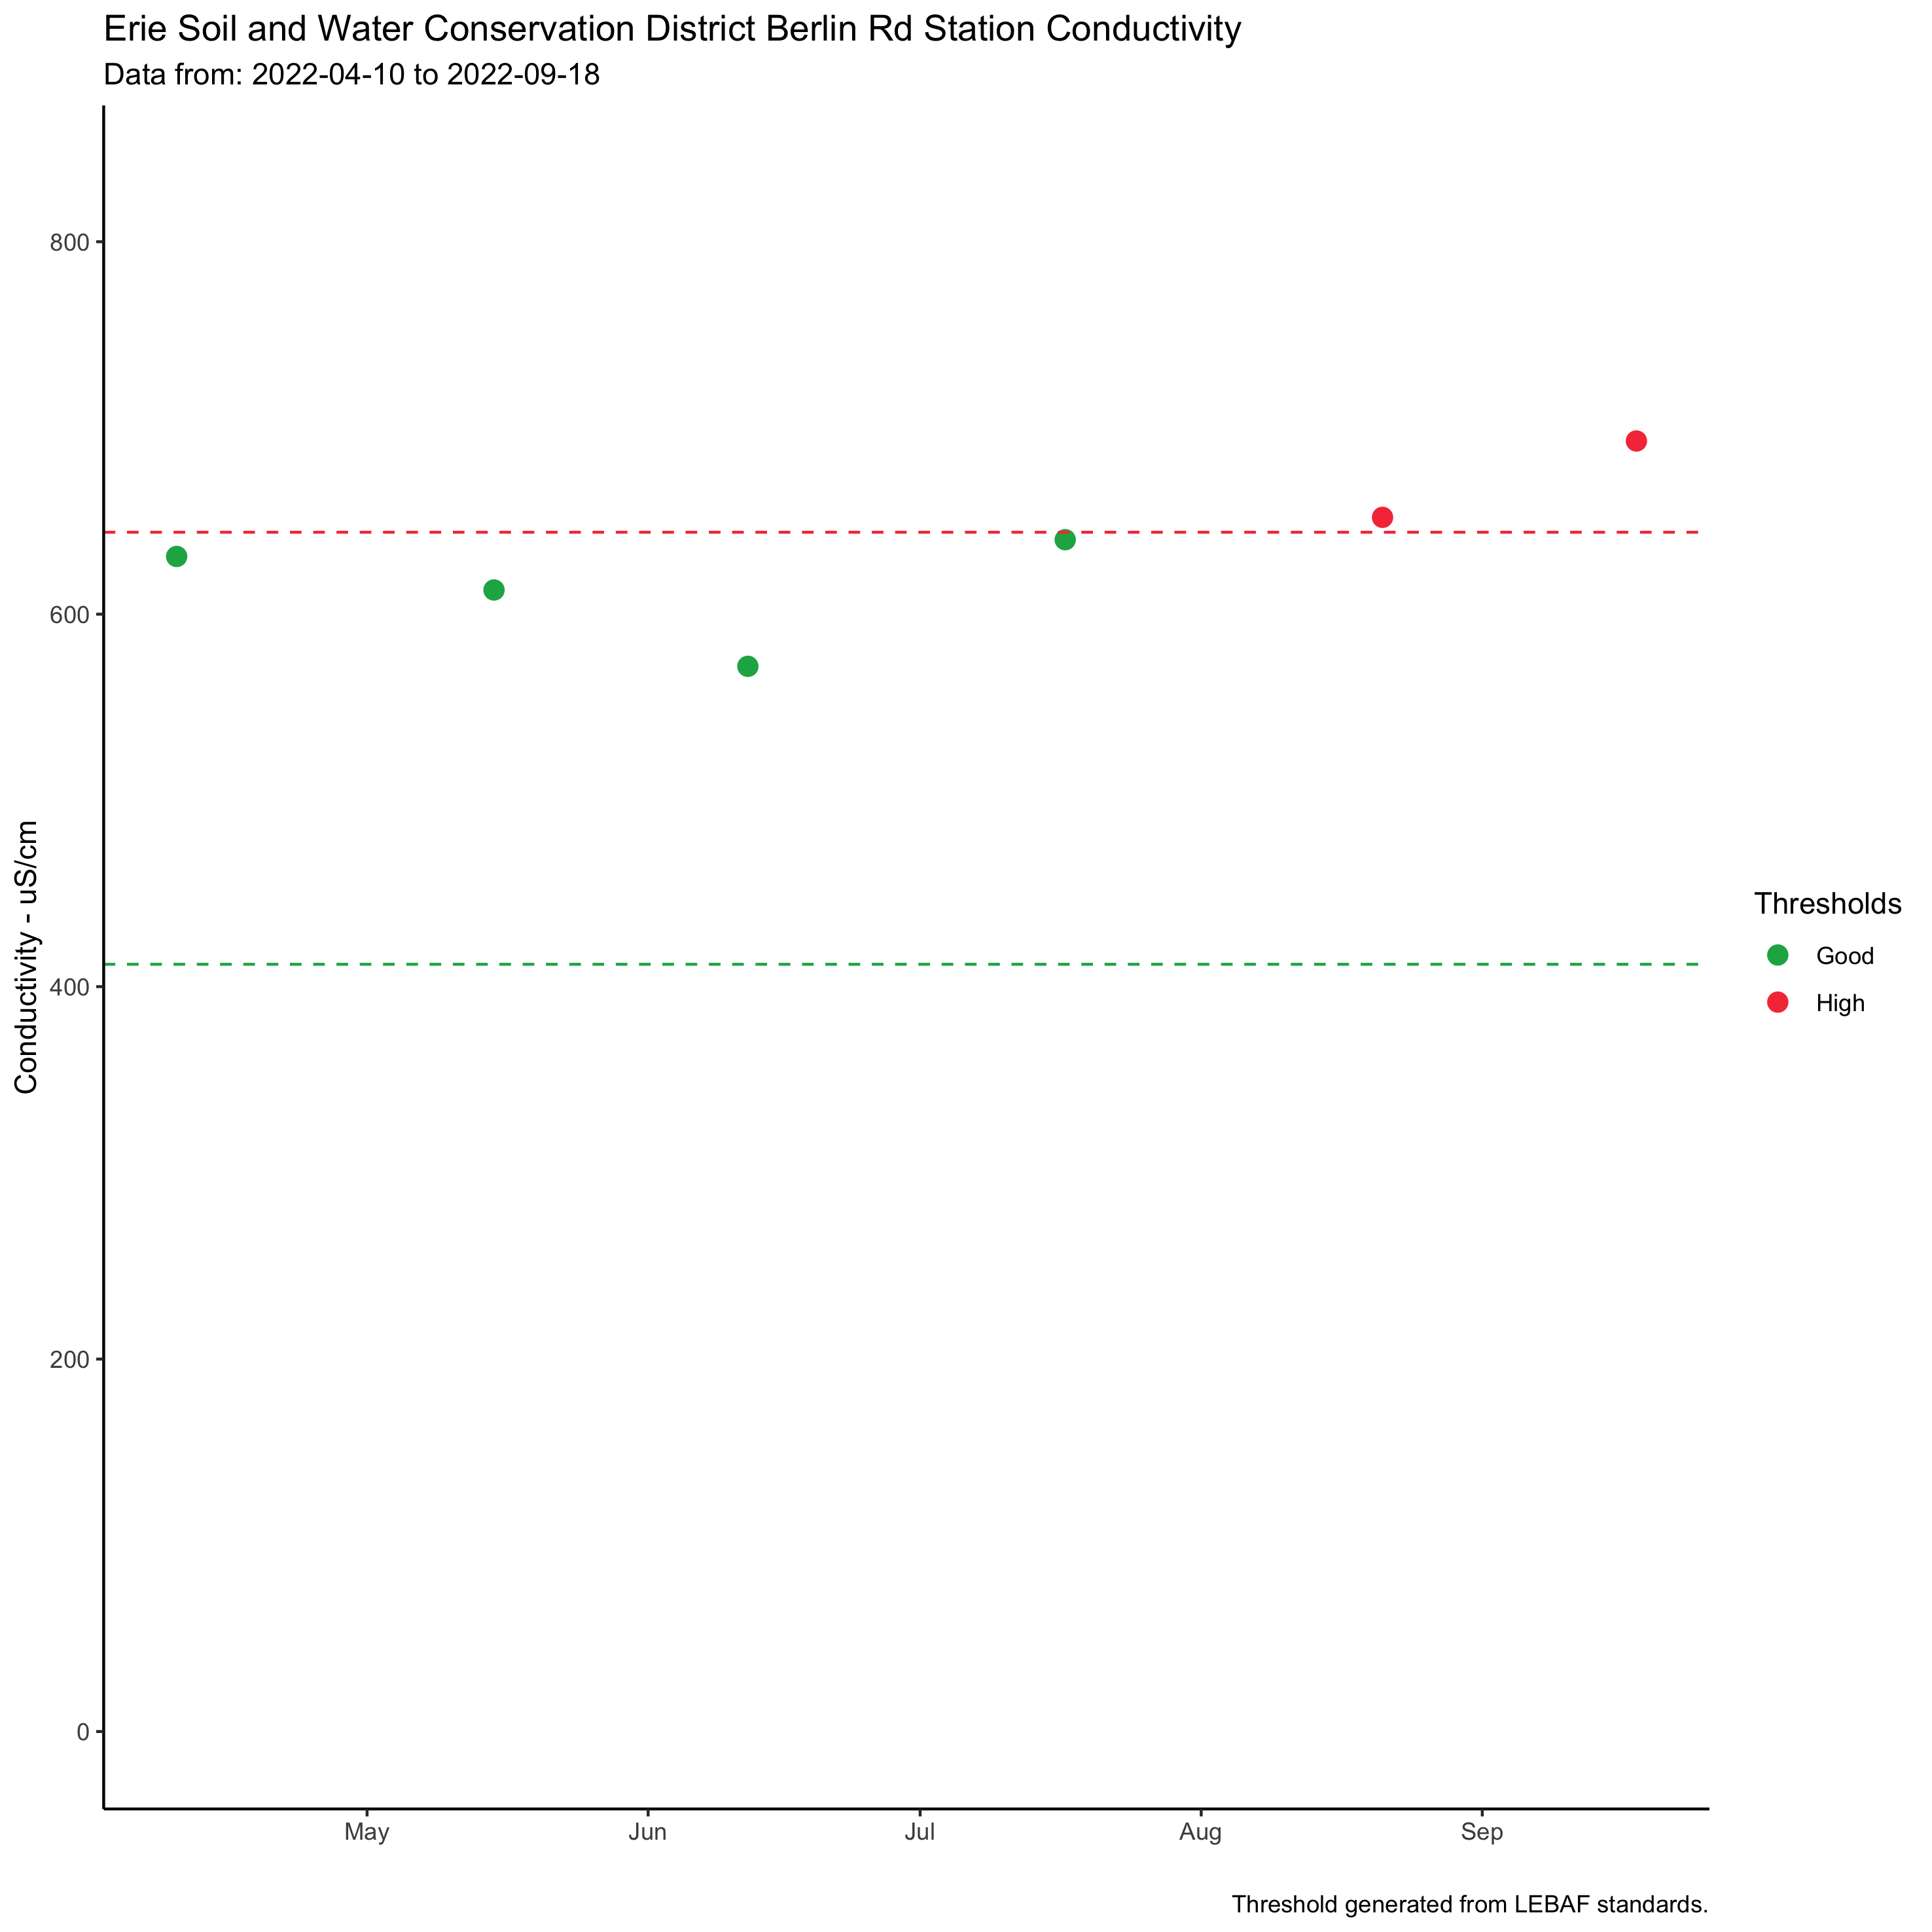 Erie Soil and Water Conservation District Berlin Rd Station Conductivity
Data from: 2022-04-10 to 2022-09-18
Conductivity - uS/cm
800
600
400
200
0
May Jun Jul Aug Sep
Thresholds
Good
High
Threshold generated from LEBAF standards.